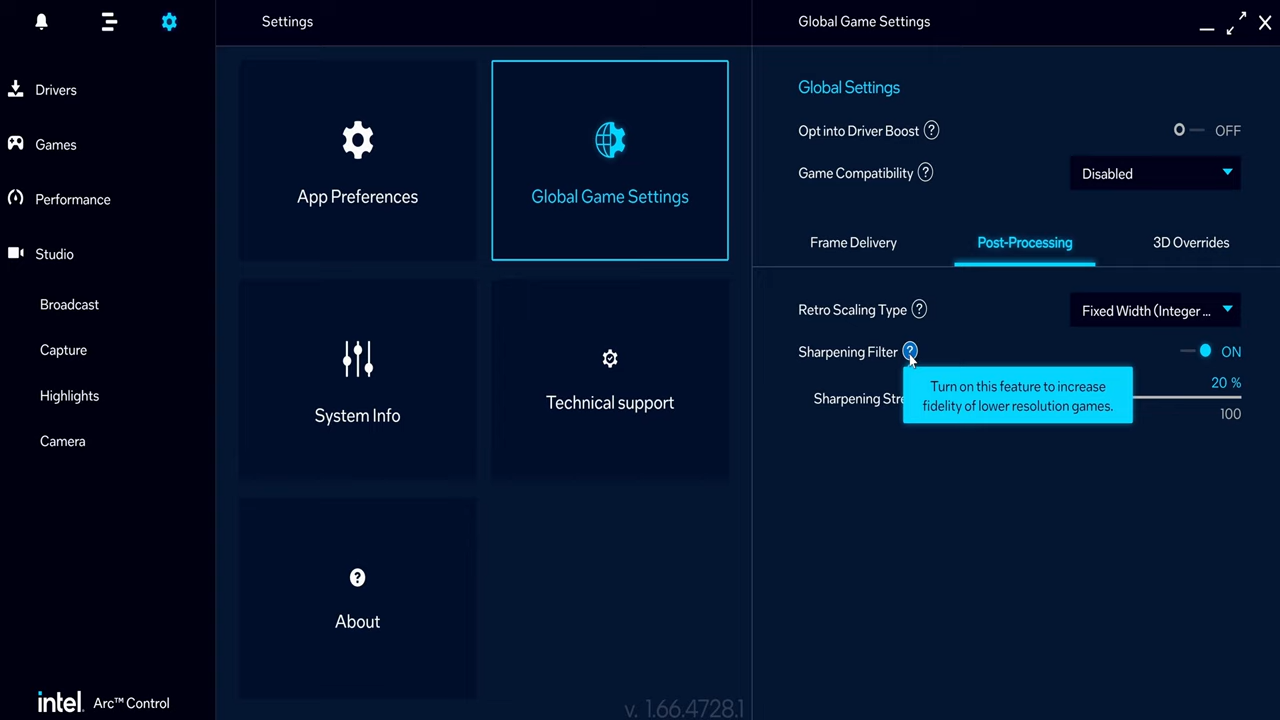 Settings
Global Game Settings
Drivers
Games
Performance
Studio
Broadcast
Capture
Highlights
Camera
intel. Arc™ Control
App Preferences
Global Game Settings
System Info
Technical support
About
v. 1.66.4728.1
Global Settings
Opt into Driver Boost ?
OFF
Game Compatibility ?
Disabled
Frame Delivery
Post-Processing
3D Overrides
Retro Scaling Type ?
Fixed Width (Integer ...
Sharpening Filter ?
ON
Turn on this feature to increase
fidelity of lower resolution games.
Sharpening Stre
20 %
100